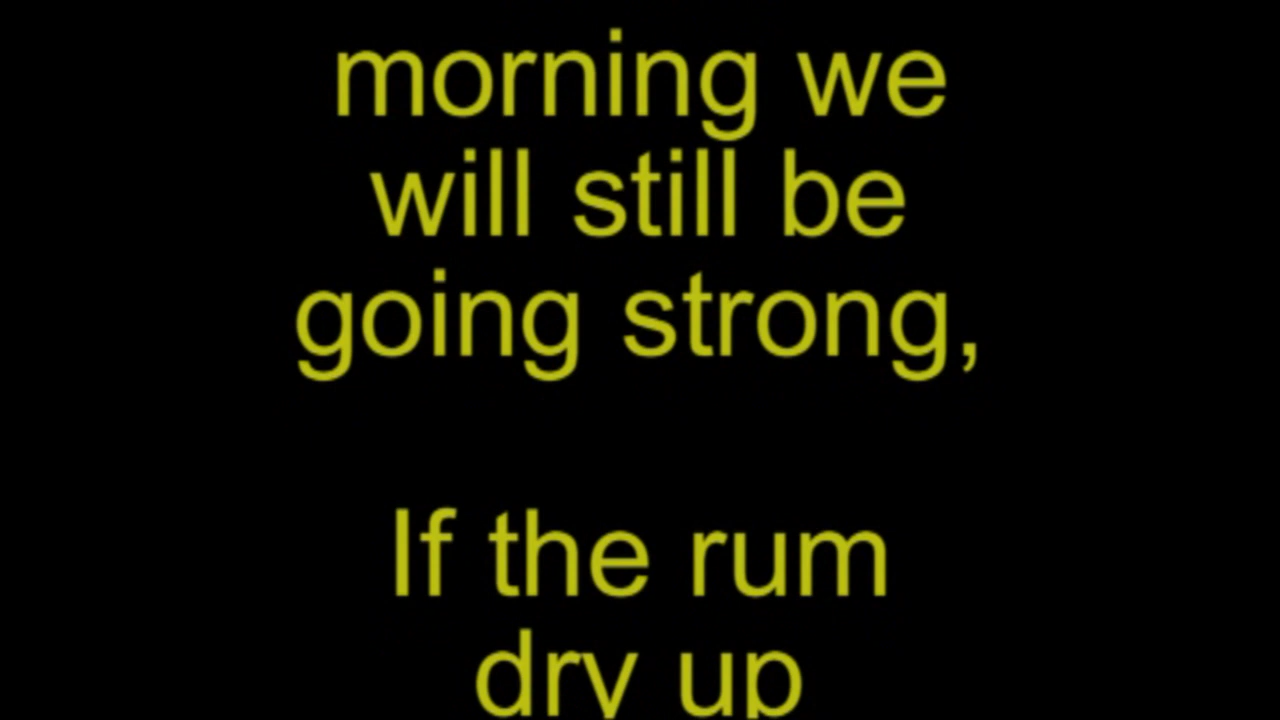 morning we
will still be
going strong,
If the rum
dry up